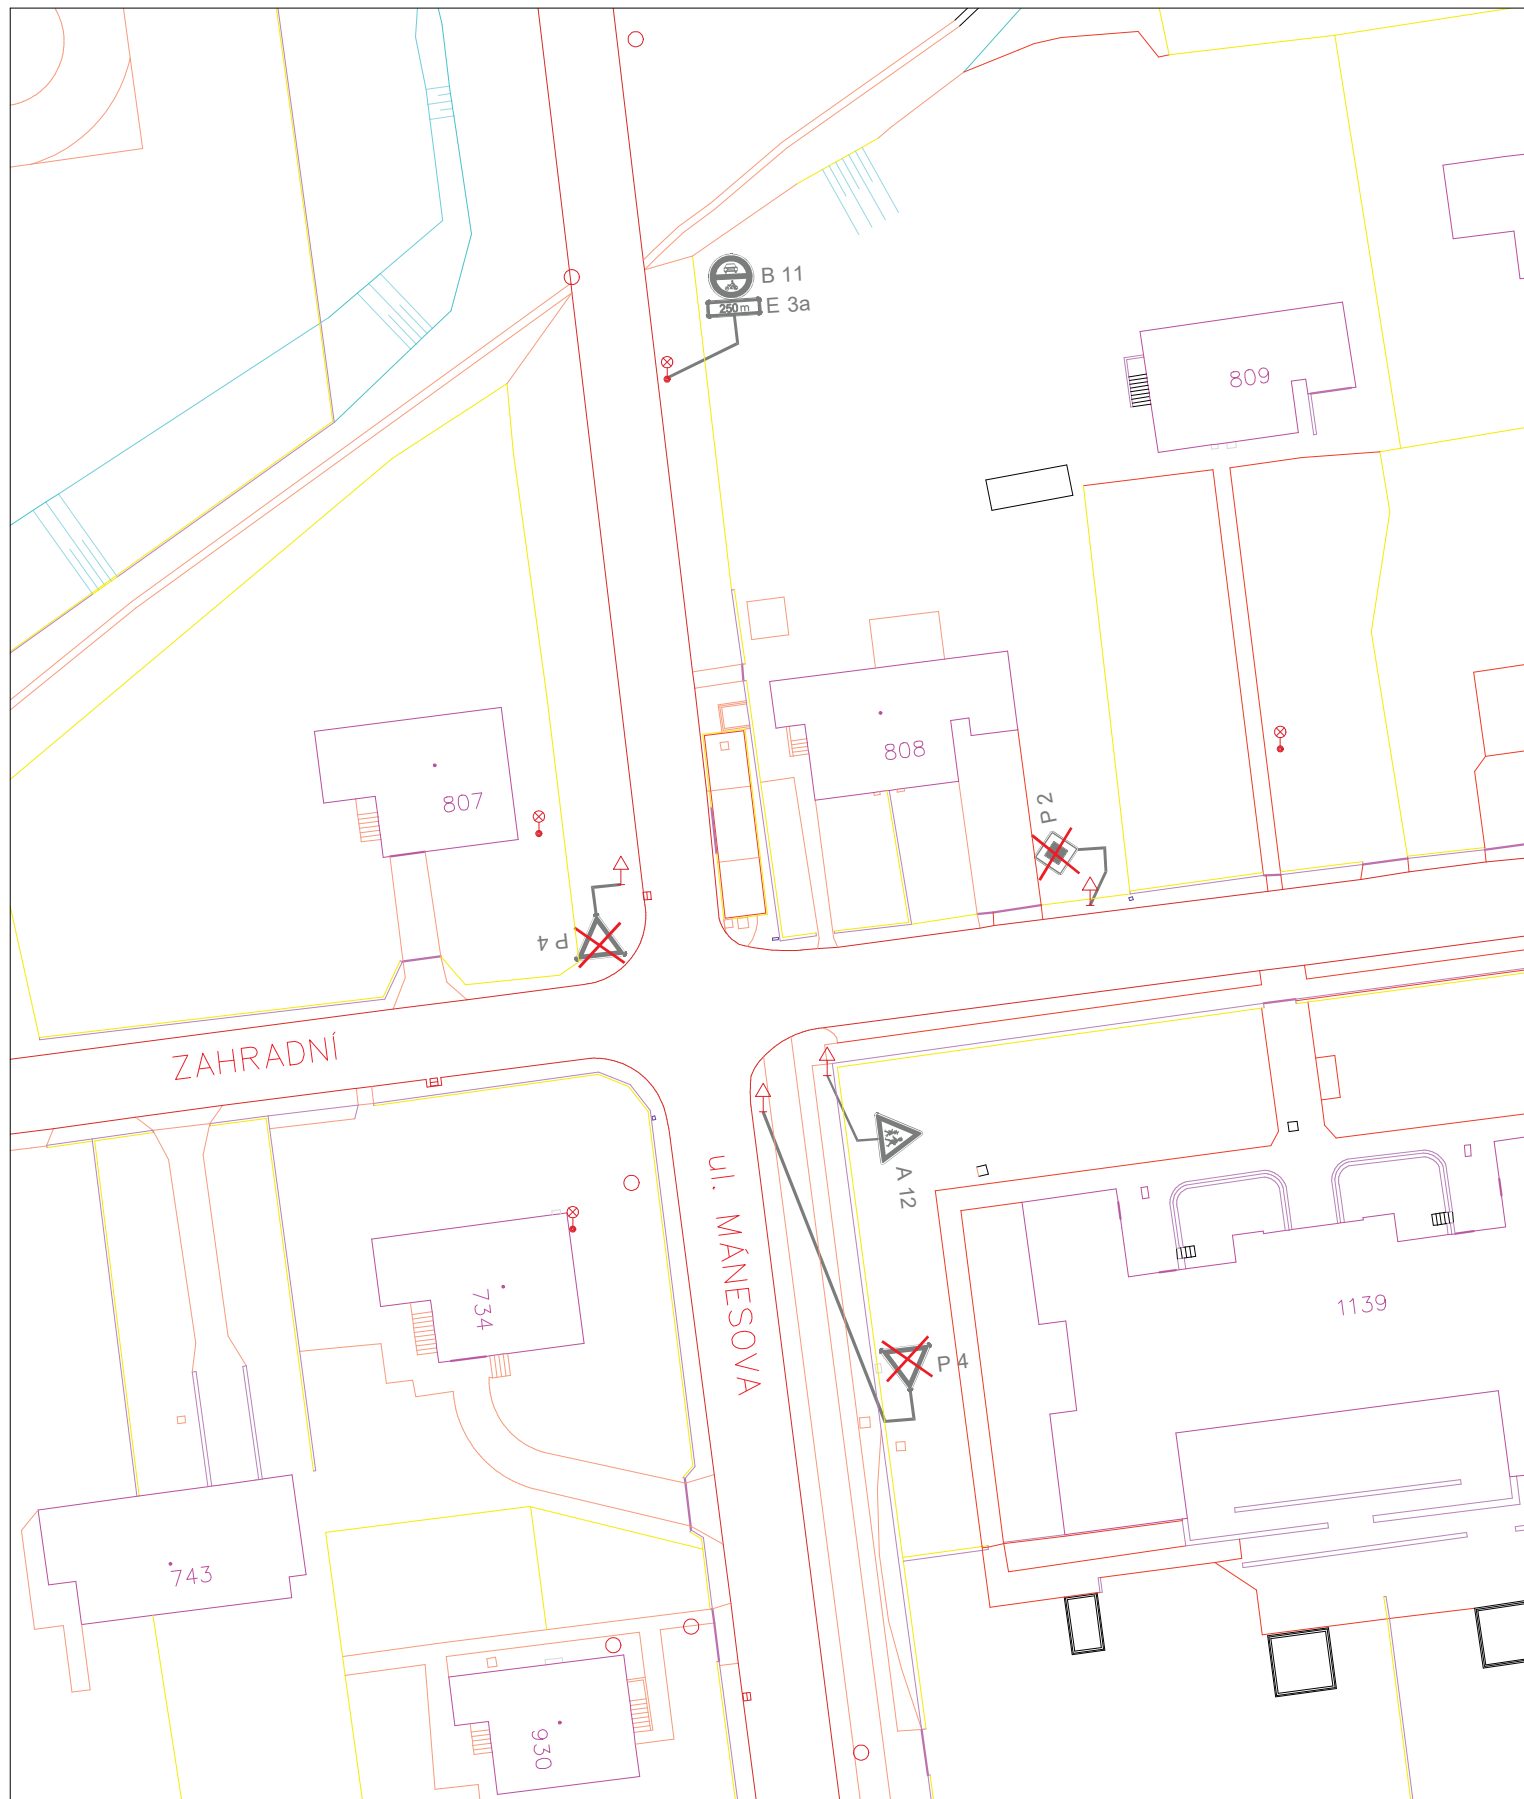 B 11
250 m
E 3a
809
808
807
P 2
P 4
ZAHRADNÍ
ul. MÁNESOVA
A 12
734
1139
P 4
743
930